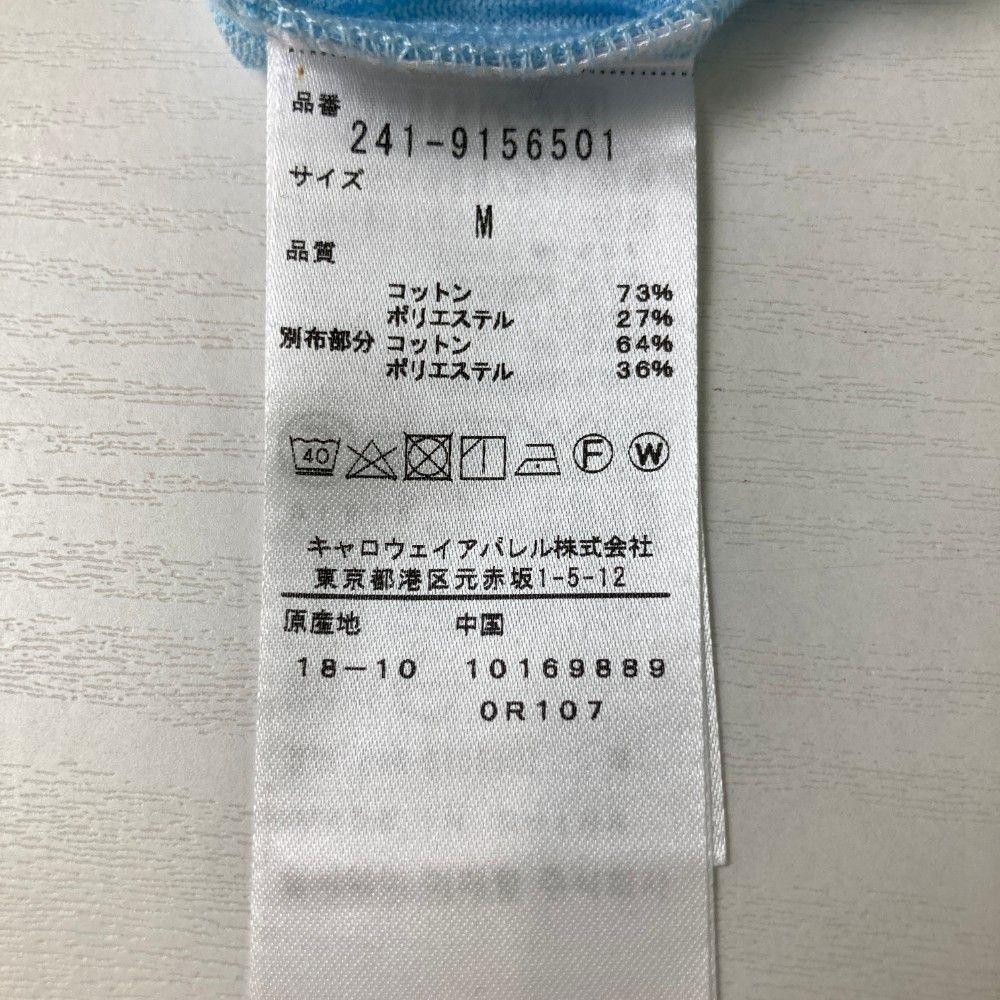 品番
241-9156501
サイズ
M
品質
コットン 73%
ポリエステル 27%
別布部分 コットン 64%
ポリエステル 36%
40 F W
キャロウェイアパレル株式会社
東京都港区元赤坂1-5-12
原産地 中国
18-10 10169889
0R107